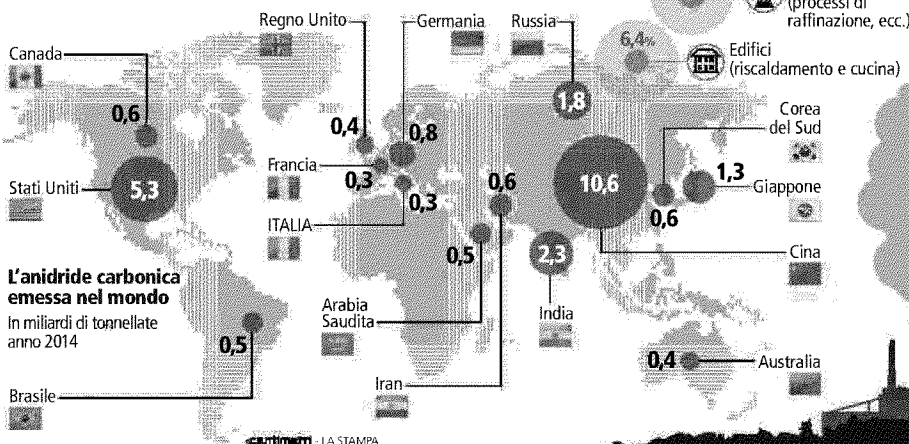 (processi di
raffinazione, ecc.)
6,4%
Edifici
(riscaldamento e cucina)
Regno Unito
Germania
Russia
Canada
0,6
0,4
0,8
1,8
Corea
del Sud
Stati Uniti
5,3
Francia
0,3
0,3
0,6
10,6
0,6
1,3
Giappone
ITALIA
0,5
2,3
Cina
L'anidride carbonica
emessa nel mondo
In miliardi di tonnellate
anno 2014
0,5
Arabia
Saudita
India
Iran
0,4
Australia
Brasile
centimetri - LA STAMPA